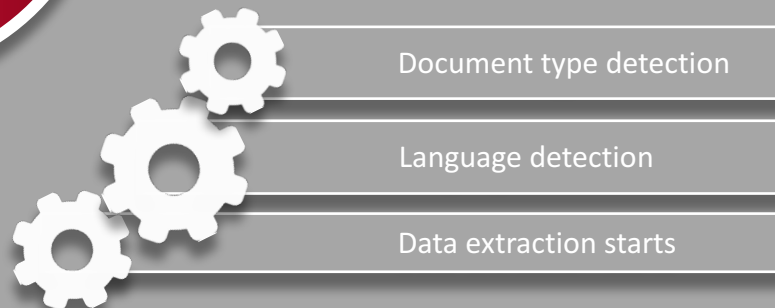 Document type detection
Language detection
Data extraction starts